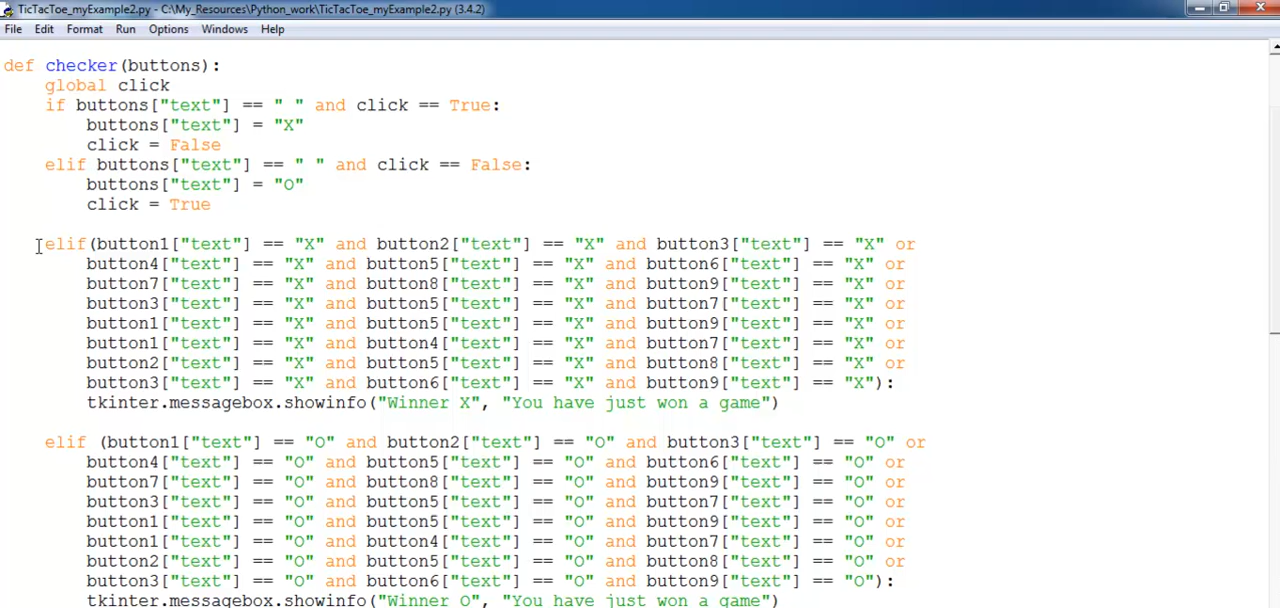 TicTacToe_myExample2.py - C:\My_Resources\Python_work\TicTacToe_myExample2.py (3.4.2)
File Edit Format Run Options Windows Help
def checker(buttons):
    global click
    if buttons["text"] == " " and click == True:
        buttons["text"] = "X"
        click = False
    elif buttons["text"] == " " and click == False:
        buttons["text"] = "O"
        click = True
    elif(button1["text"] == "X" and button2["text"] == "X" and button3["text"] == "X" or
        button4["text"] == "X" and button5["text"] == "X" and button6["text"] == "X" or
        button7["text"] == "X" and button8["text"] == "X" and button9["text"] == "X" or
        button3["text"] == "X" and button5["text"] == "X" and button7["text"] == "X" or
        button1["text"] == "X" and button5["text"] == "X" and button9["text"] == "X" or
        button1["text"] == "X" and button4["text"] == "X" and button7["text"] == "X" or
        button2["text"] == "X" and button5["text"] == "X" and button8["text"] == "X" or
        button3["text"] == "X" and button6["text"] == "X" and button9["text"] == "X"):
        tkinter.messagebox.showinfo("Winner X", "You have just won a game")
    elif (button1["text"] == "O" and button2["text"] == "O" and button3["text"] == "O" or
        button4["text"] == "O" and button5["text"] == "O" and button6["text"] == "O" or
        button7["text"] == "O" and button8["text"] == "O" and button9["text"] == "O" or
        button3["text"] == "O" and button5["text"] == "O" and button7["text"] == "O" or
        button1["text"] == "O" and button5["text"] == "O" and button9["text"] == "O" or
        button1["text"] == "O" and button4["text"] == "O" and button7["text"] == "O" or
        button2["text"] == "O" and button5["text"] == "O" and button8["text"] == "O" or
        button3["text"] == "O" and button6["text"] == "O" and button9["text"] == "O"):
        tkinter.messagebox.showinfo("Winner O", "You have just won a game")